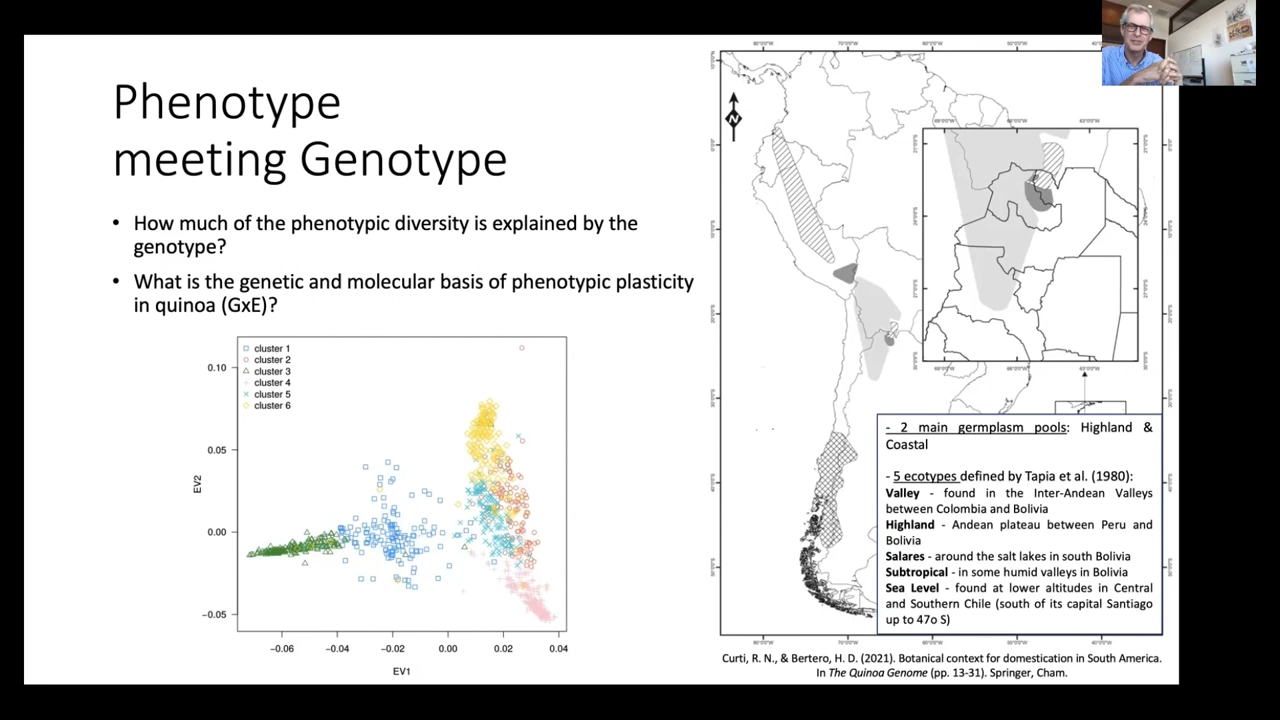 Phenotype
meeting Genotype
• How much of the phenotypic diversity is explained by the
genotype?
• What is the genetic and molecular basis of phenotypic plasticity
in quinoa (GxE)?
cluster 1
cluster 2
cluster 3
cluster 4
cluster 5
cluster 6
0.10
0.05
0.00
−0.05
EV2
−0.06
−0.04
−0.02
0.00
0.02
0.04
EV1
N
- 2 main germplasm pools: Highland &
Coastal
- 5 ecotypes defined by Tapia et al. (1980):
Valley - found in the Inter-Andean Valleys
between Colombia and Bolivia
Highland - Andean plateau between Peru and
Bolivia
Salares - around the salt lakes in south Bolivia
Subtropical - in some humid valleys in Bolivia
Sea Level - found at lower altitudes in Central
and Southern Chile (south of its capital Santiago
up to 47o S)
Curti, R. N., & Bertero, H. D. (2021). Botanical context for domestication in South America.
In The Quinoa Genome (pp. 13-31). Springer, Cham.